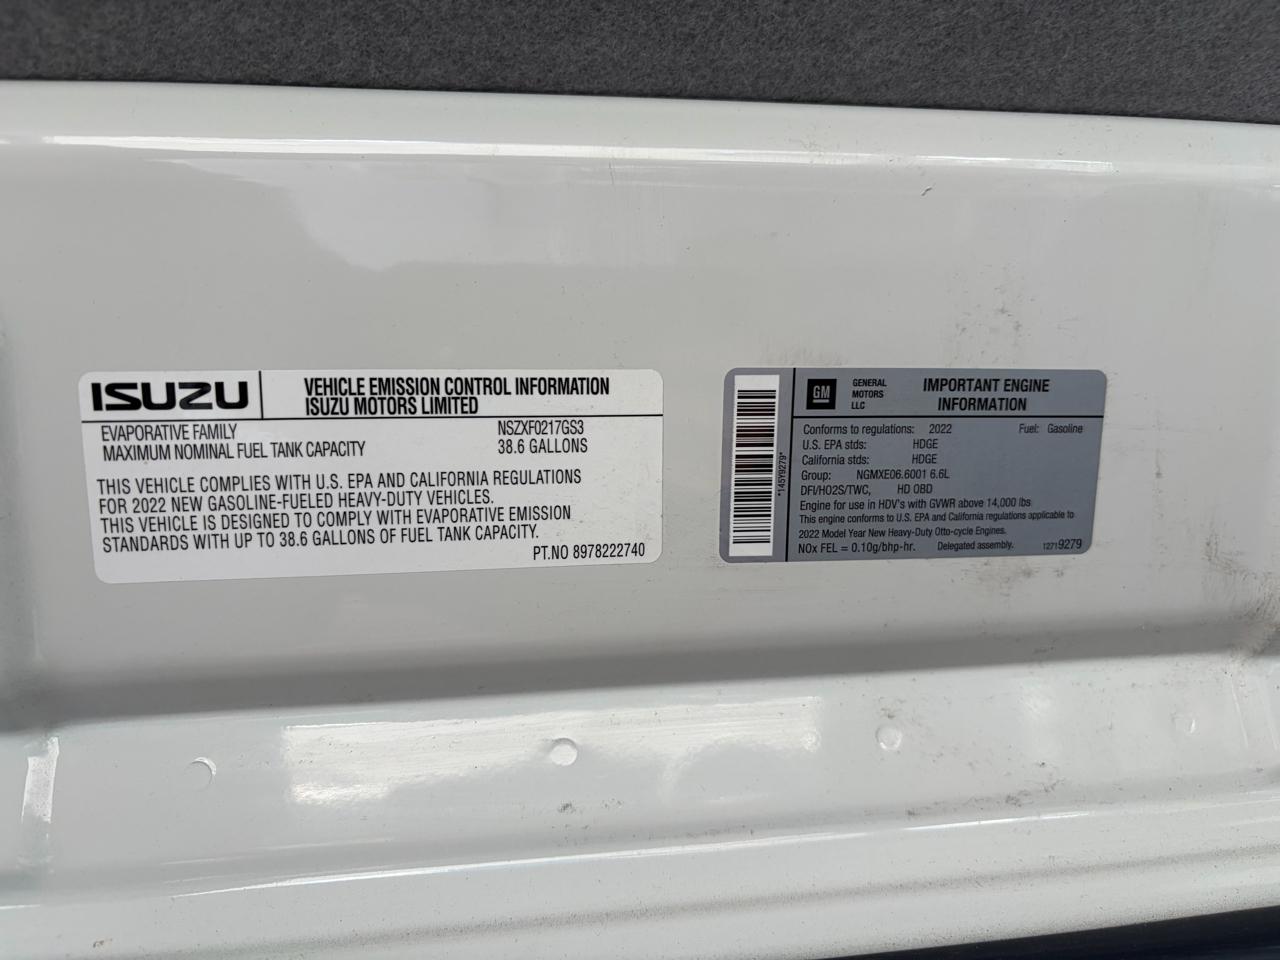 ISUZU
VEHICLE EMISSION CONTROL INFORMATION
ISUZU MOTORS LIMITED
EVAPORATIVE FAMILY NSZXF0217GS3
MAXIMUM NOMINAL FUEL TANK CAPACITY 38.6 GALLONS
THIS VEHICLE COMPLIES WITH U.S. EPA AND CALIFORNIA REGULATIONS
FOR 2022 NEW GASOLINE-FUELED HEAVY-DUTY VEHICLES.
THIS VEHICLE IS DESIGNED TO COMPLY WITH EVAPORATIVE EMISSION
STANDARDS WITH UP TO 38.6 GALLONS OF FUEL TANK CAPACITY.
PT.NO 8978222740
*145Y9279*
GM
GENERAL
MOTORS
LLC
IMPORTANT ENGINE
INFORMATION
Conforms to regulations: 2022 Fuel: Gasoline
U.S. EPA stds: HDGE
California stds: HDGE
Group: NGMXE06.6001 6.6L
DFI/HO2S/TWC, HD OBD
Engine for use in HDV's with GVWR above 14,000 lbs
This engine conforms to U.S. EPA and California regulations applicable to
2022 Model Year New Heavy-Duty Otto-cycle Engines.
NOx FEL = 0.10g/bhp-hr. Delegated assembly. 12719279